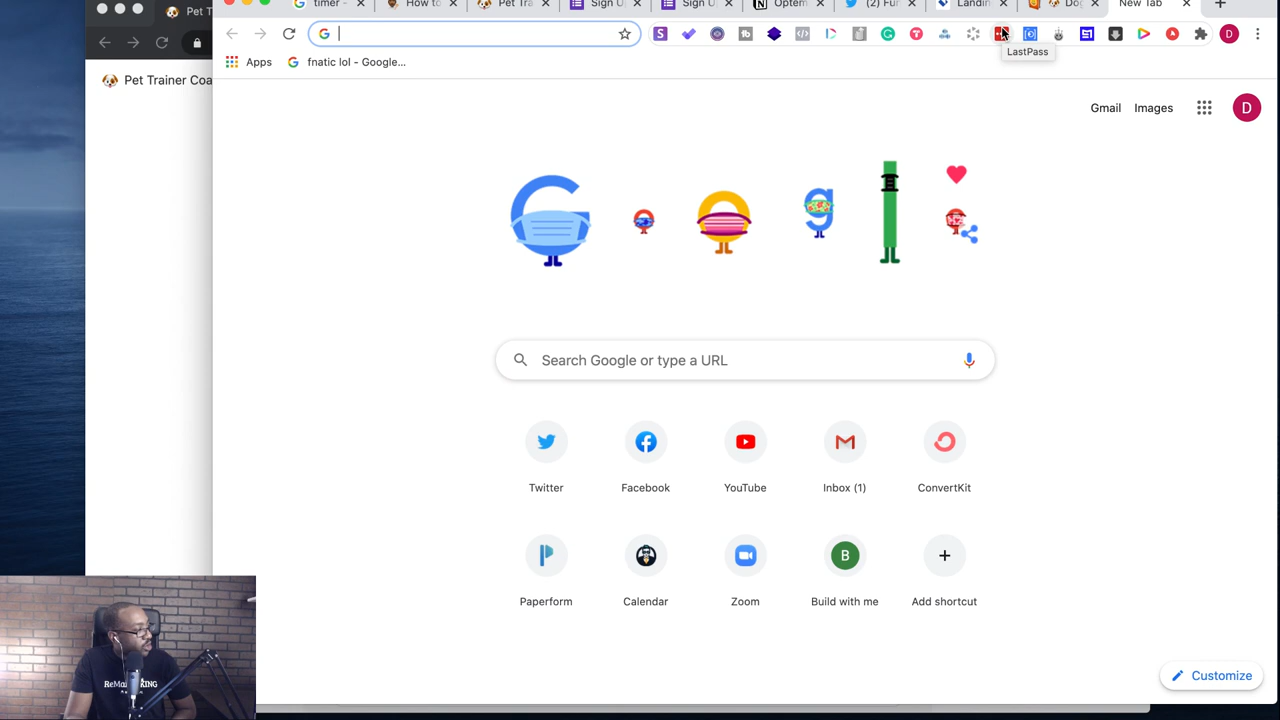 Pet T
timer -
How to
Pet Tra
Sign U
Sign U
Optem
(2) Fu
Landin
Dog
New Tab
LastPass
Apps
fnatic lol - Google...
Pet Trainer Coa
Gmail
Images
D
Search Google or type a URL
Twitter
Facebook
YouTube
Inbox (1)
ConvertKit
B
Paperform
Calendar
Zoom
Build with me
Add shortcut
Customize